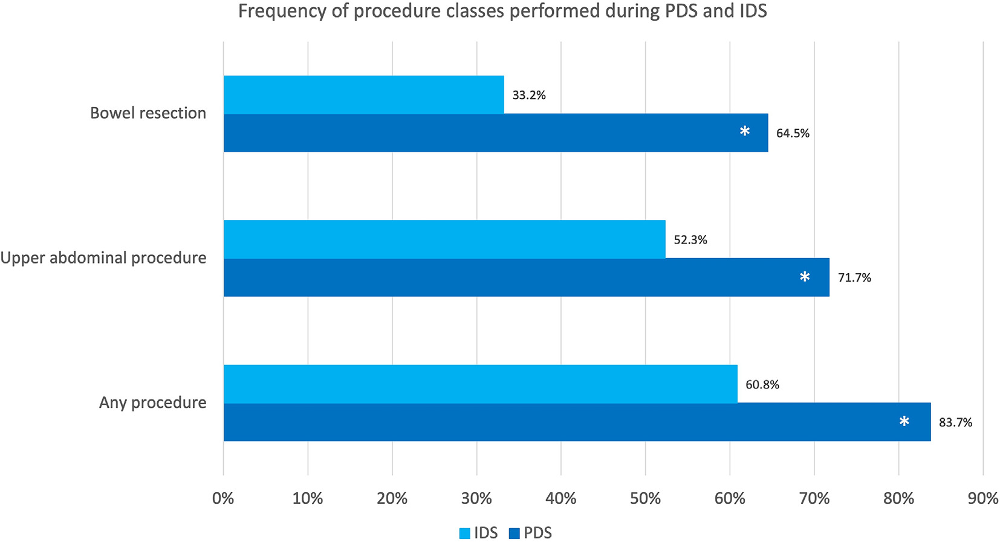 Frequency of procedure classes performed during PDS and IDS
Bowel resection
33.2%
* 64.5%
Upper abdominal procedure
52.3%
* 71.7%
Any procedure
60.8%
* 83.7%
0% 10% 20% 30% 40% 50% 60% 70% 80% 90%
IDS PDS